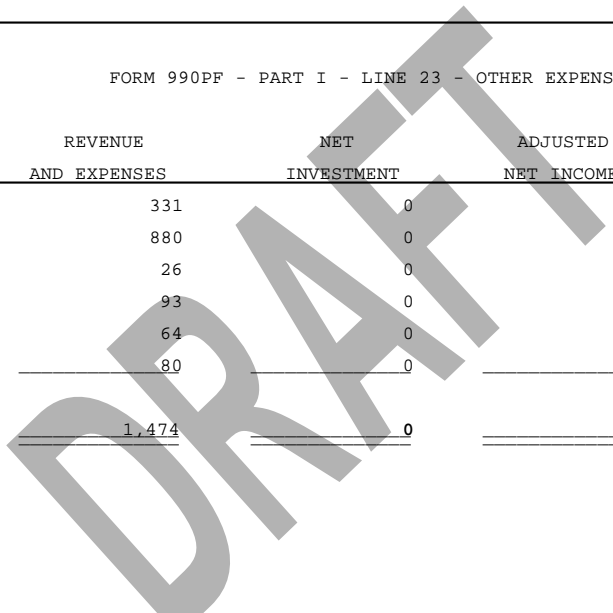 FORM 990PF - PART I - LINE 23 - OTHER EXPENS
REVENUE NET ADJUSTED
AND EXPENSES INVESTMENT NET INCOME
331 0
880 0
26 0
93 0
64 0
80 0
1,474 0
DRAFT